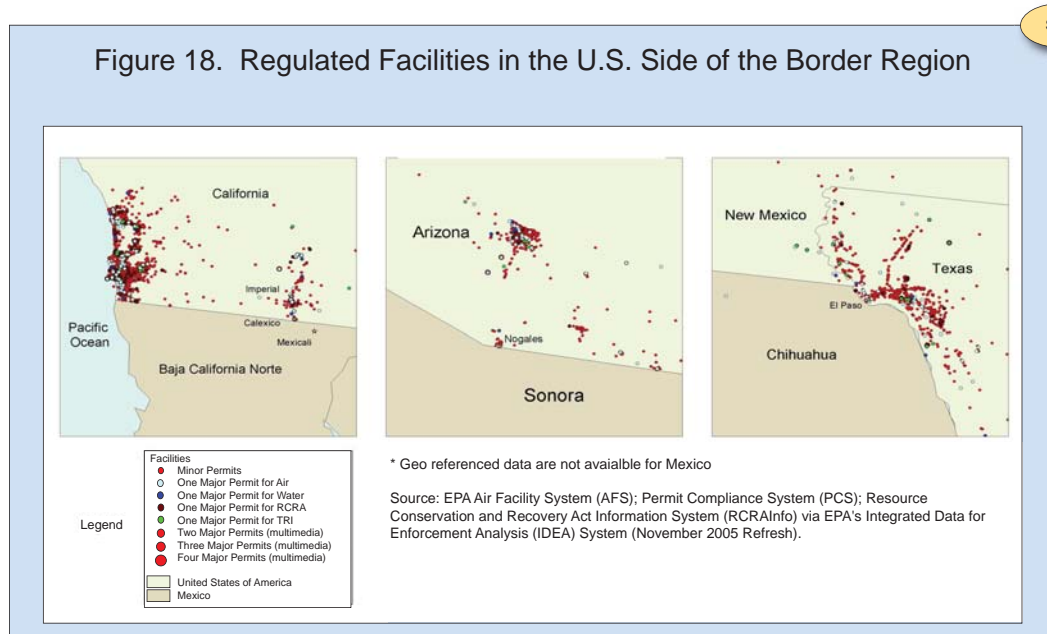 Figure 18. Regulated Facilities in the U.S. Side of the Border Region
California
Imperial
Calexico
Mexicali
Pacific
Ocean
Baja California Norte
Arizona
Nogales
Sonora
New Mexico
Texas
El Paso
Chihuahua
Legend
Facilities
Minor Permits
One Major Permit for Air
One Major Permit for Water
One Major Permit for RCRA
One Major Permit for TRI
Two Major Permits (multimedia)
Three Major Permits (multimedia)
Four Major Permits (multimedia)
United States of America
Mexico
* Geo referenced data are not avaialble for Mexico
Source: EPA Air Facility System (AFS); Permit Compliance System (PCS); Resource
Conservation and Recovery Act Information System (RCRAInfo) via EPA's Integrated Data for
Enforcement Analysis (IDEA) System (November 2005 Refresh).